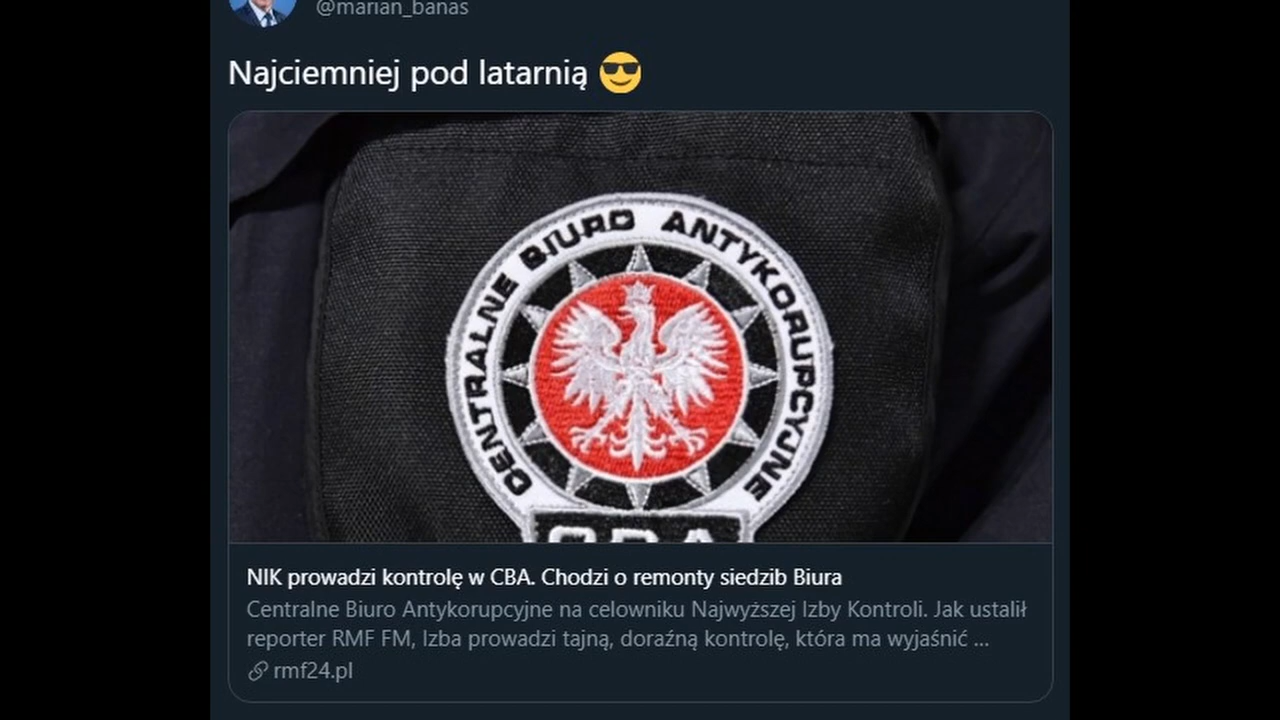 @marian_banas
Najciemniej pod latarnią 😎
CENTRALNE BIURO ANTYKORUPCYJNE
CBA
NIK prowadzi kontrolę w CBA. Chodzi o remonty siedzib Biura
Centralne Biuro Antykorupcyjne na celowniku Najwyższej Izby Kontroli. Jak ustalił
reporter RMF FM, Izba prowadzi tajną, doraźną kontrolę, która ma wyjaśnić ...
rmf24.pl